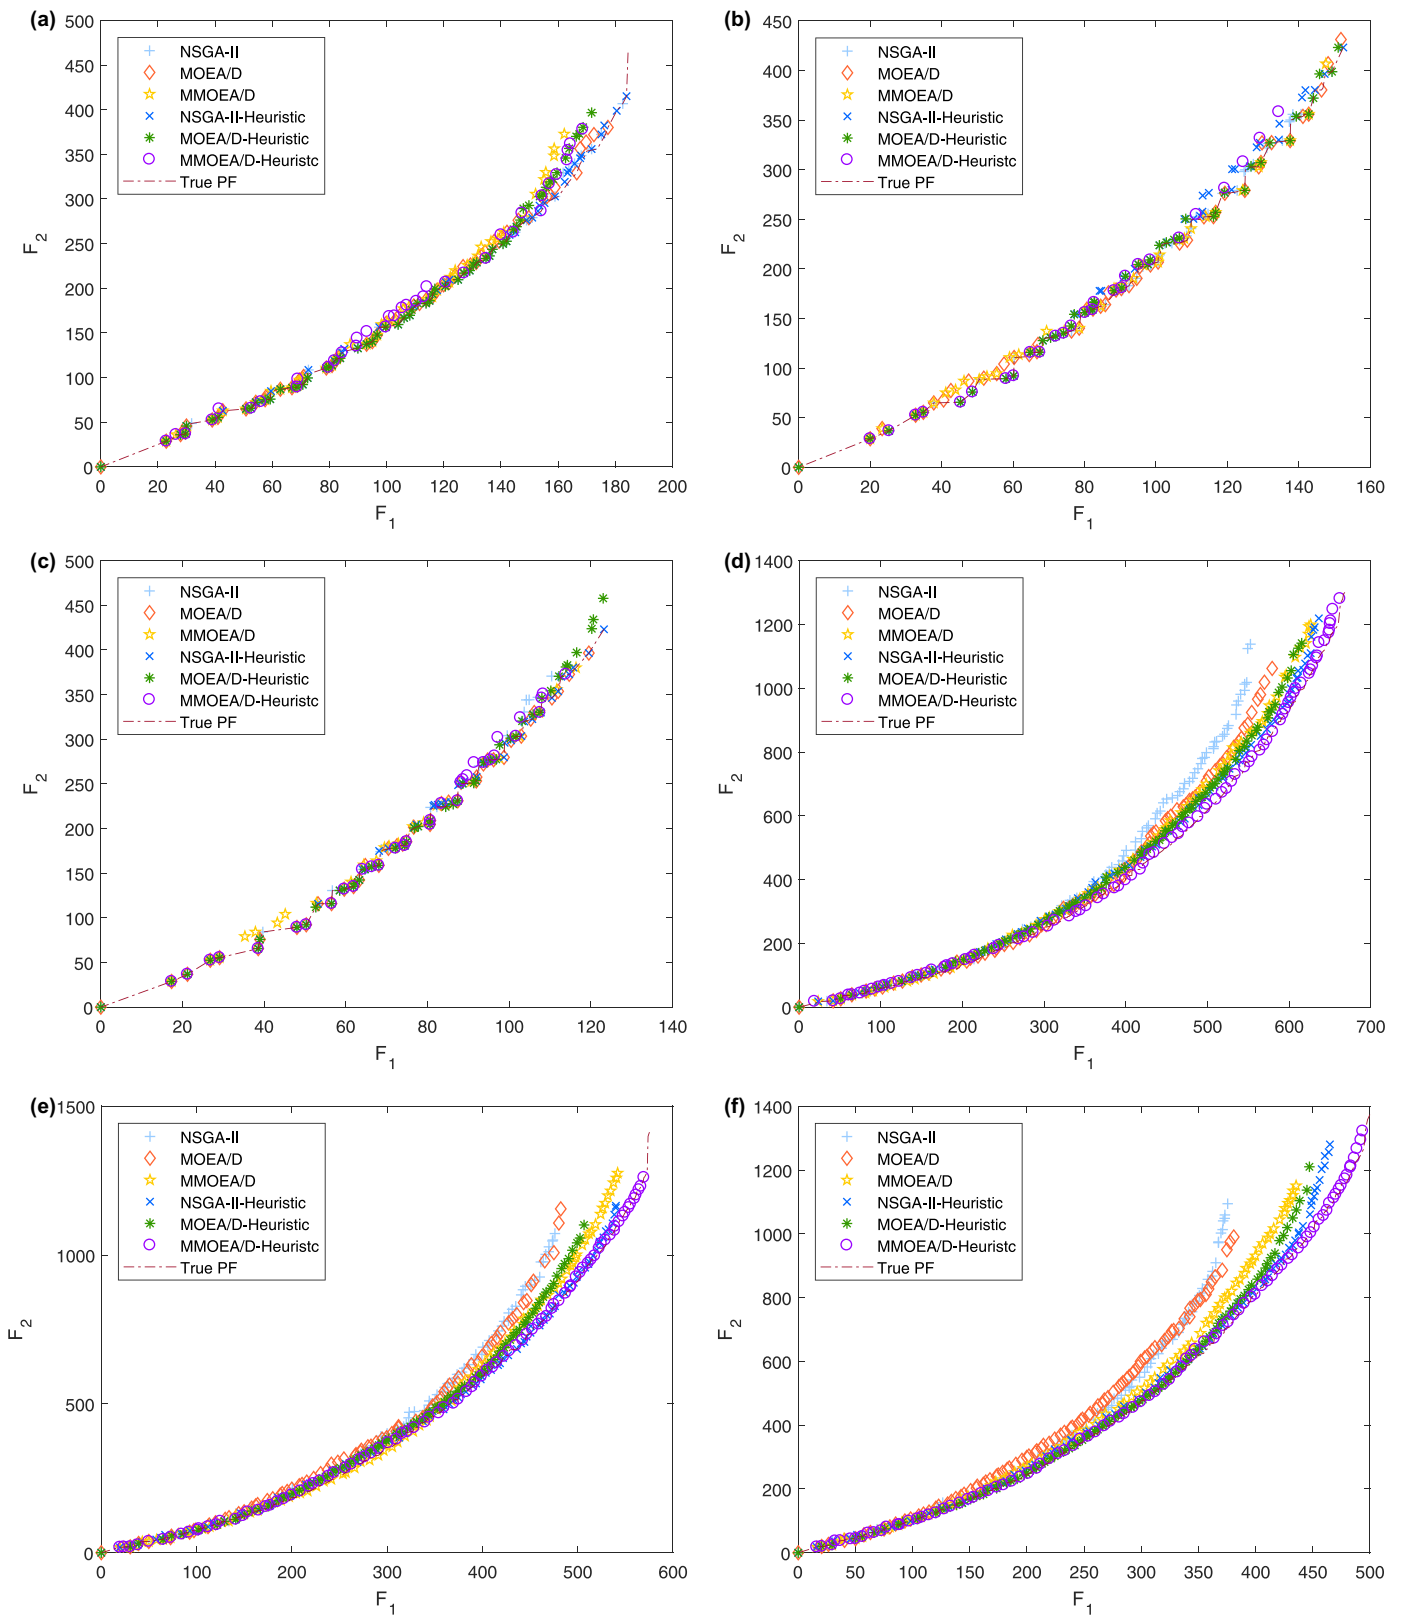 (a)
500
450
400
350
300
250
200
150
100
50
0
F2
NSGA-II
MOEA/D
MMOEA/D
NSGA-II-Heuristic
MOEA/D-Heuristic
MMOEA/D-Heuristc
True PF
0 20 40 60 80 100 120 140 160 180 200
F1
(b)
450
400
350
300
250
200
150
100
50
0
F2
NSGA-II
MOEA/D
MMOEA/D
NSGA-II-Heuristic
MOEA/D-Heuristic
MMOEA/D-Heuristc
True PF
0 20 40 60 80 100 120 140 160
F1
(c)
500
450
400
350
300
250
200
150
100
50
0
F2
NSGA-II
MOEA/D
MMOEA/D
NSGA-II-Heuristic
MOEA/D-Heuristic
MMOEA/D-Heuristc
True PF
0 20 40 60 80 100 120 140
F1
(d)
1400
1200
1000
800
600
400
200
0
F2
NSGA-II
MOEA/D
MMOEA/D
NSGA-II-Heuristic
MOEA/D-Heuristic
MMOEA/D-Heuristc
True PF
0 100 200 300 400 500 600 700
F1
(e)
1500
1000
500
0
F2
NSGA-II
MOEA/D
MMOEA/D
NSGA-II-Heuristic
MOEA/D-Heuristic
MMOEA/D-Heuristc
True PF
0 100 200 300 400 500 600
F1
(f)
1400
1200
1000
800
600
400
200
0
F2
NSGA-II
MOEA/D
MMOEA/D
NSGA-II-Heuristic
MOEA/D-Heuristic
MMOEA/D-Heuristc
True PF
0 50 100 150 200 250 300 350 400 450 500
F1